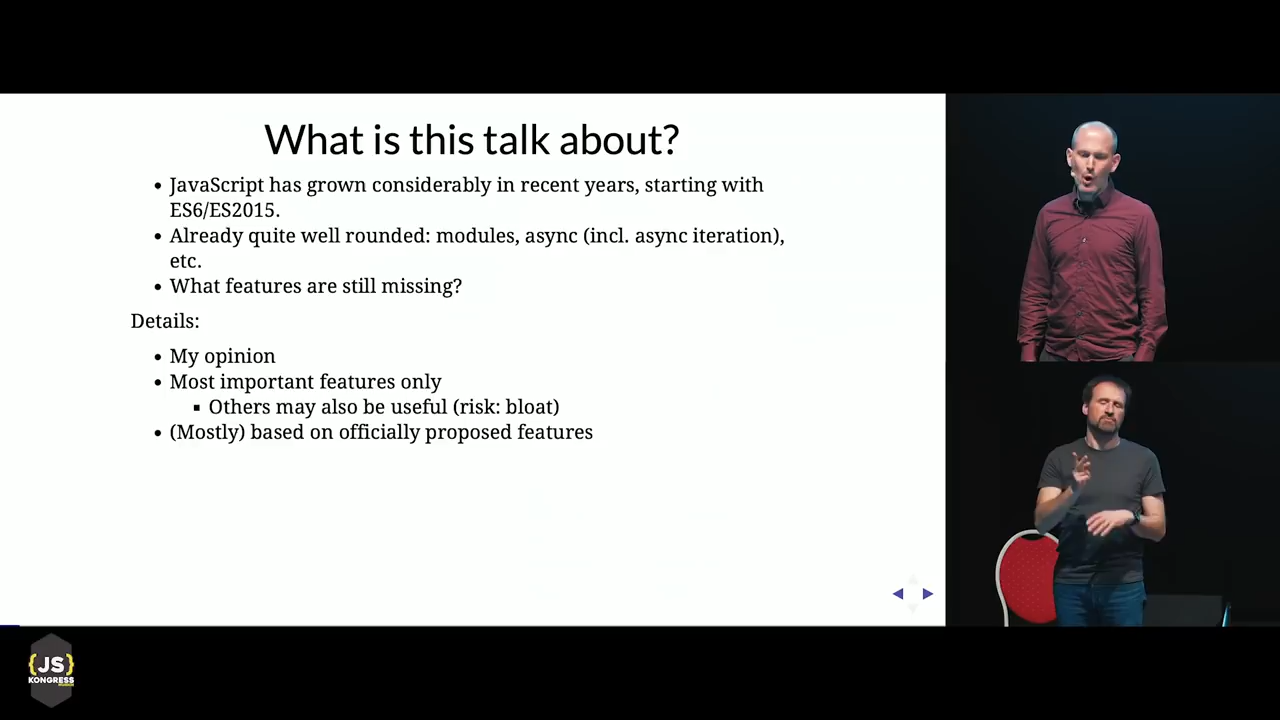 What is this talk about?
• JavaScript has grown considerably in recent years, starting with
ES6/ES2015.
• Already quite well rounded: modules, async (incl. async iteration),
etc.
• What features are still missing?
Details:
• My opinion
• Most important features only
▪ Others may also be useful (risk: bloat)
• (Mostly) based on officially proposed features
{JS}
KONGRESS